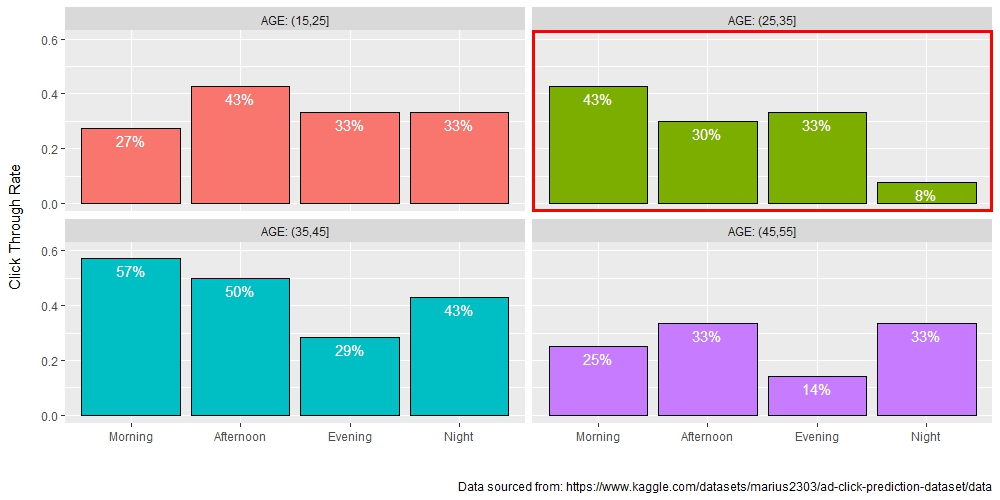 AGE: (15,25]
AGE: (25,35]
0.6
0.4
0.2
0.0
27%
43%
33%
33%
43%
30%
33%
8%
Click Through Rate
AGE: (35,45]
AGE: (45,55]
0.6
0.4
0.2
0.0
57%
50%
29%
43%
25%
33%
14%
33%
Morning
Afternoon
Evening
Night
Morning
Afternoon
Evening
Night
Data sourced from: https://www.kaggle.com/datasets/marius2303/ad-click-prediction-dataset/data